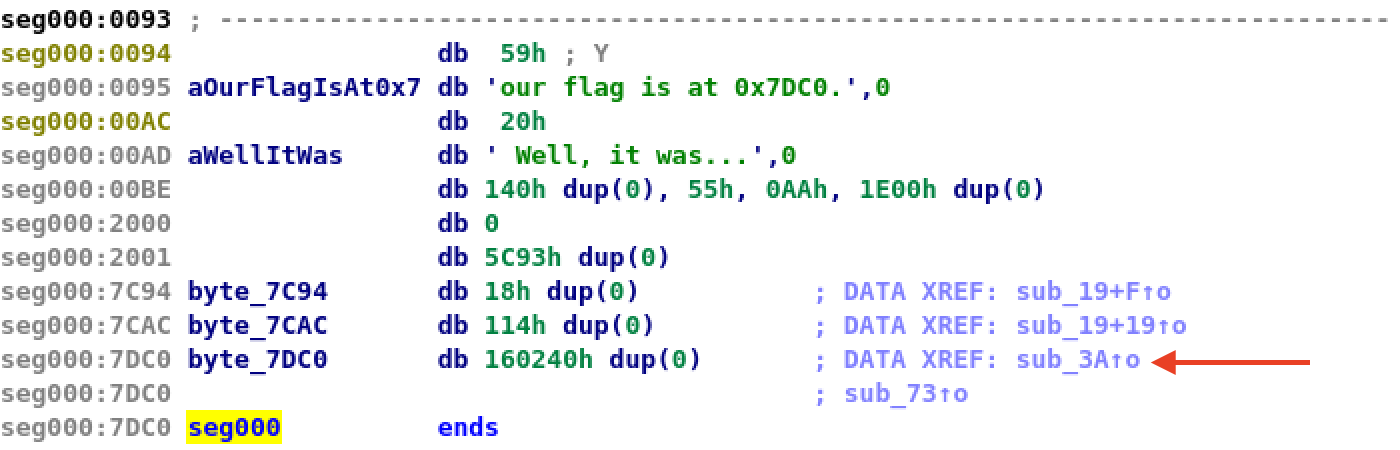 seg000:0093 ; ---------------------------------------------------------------------------
seg000:0094 db 59h ; Y
seg000:0095 aOurFlagIsAt0x7 db 'our flag is at 0x7DC0.',0
seg000:00AC db 20h
seg000:00AD aWellItWas db ' Well, it was...',0
seg000:00BE db 140h dup(0), 55h, 0AAh, 1E00h dup(0)
seg000:2000 db 0
seg000:2001 db 5C93h dup(0)
seg000:7C94 byte_7C94 db 18h dup(0) ; DATA XREF: sub_19+F↑o
seg000:7CAC byte_7CAC db 114h dup(0) ; DATA XREF: sub_19+19↑o
seg000:7DC0 byte_7DC0 db 160240h dup(0) ; DATA XREF: sub_3A↑o
seg000:7DC0 ; sub_73↑o
seg000:7DC0 seg000 ends